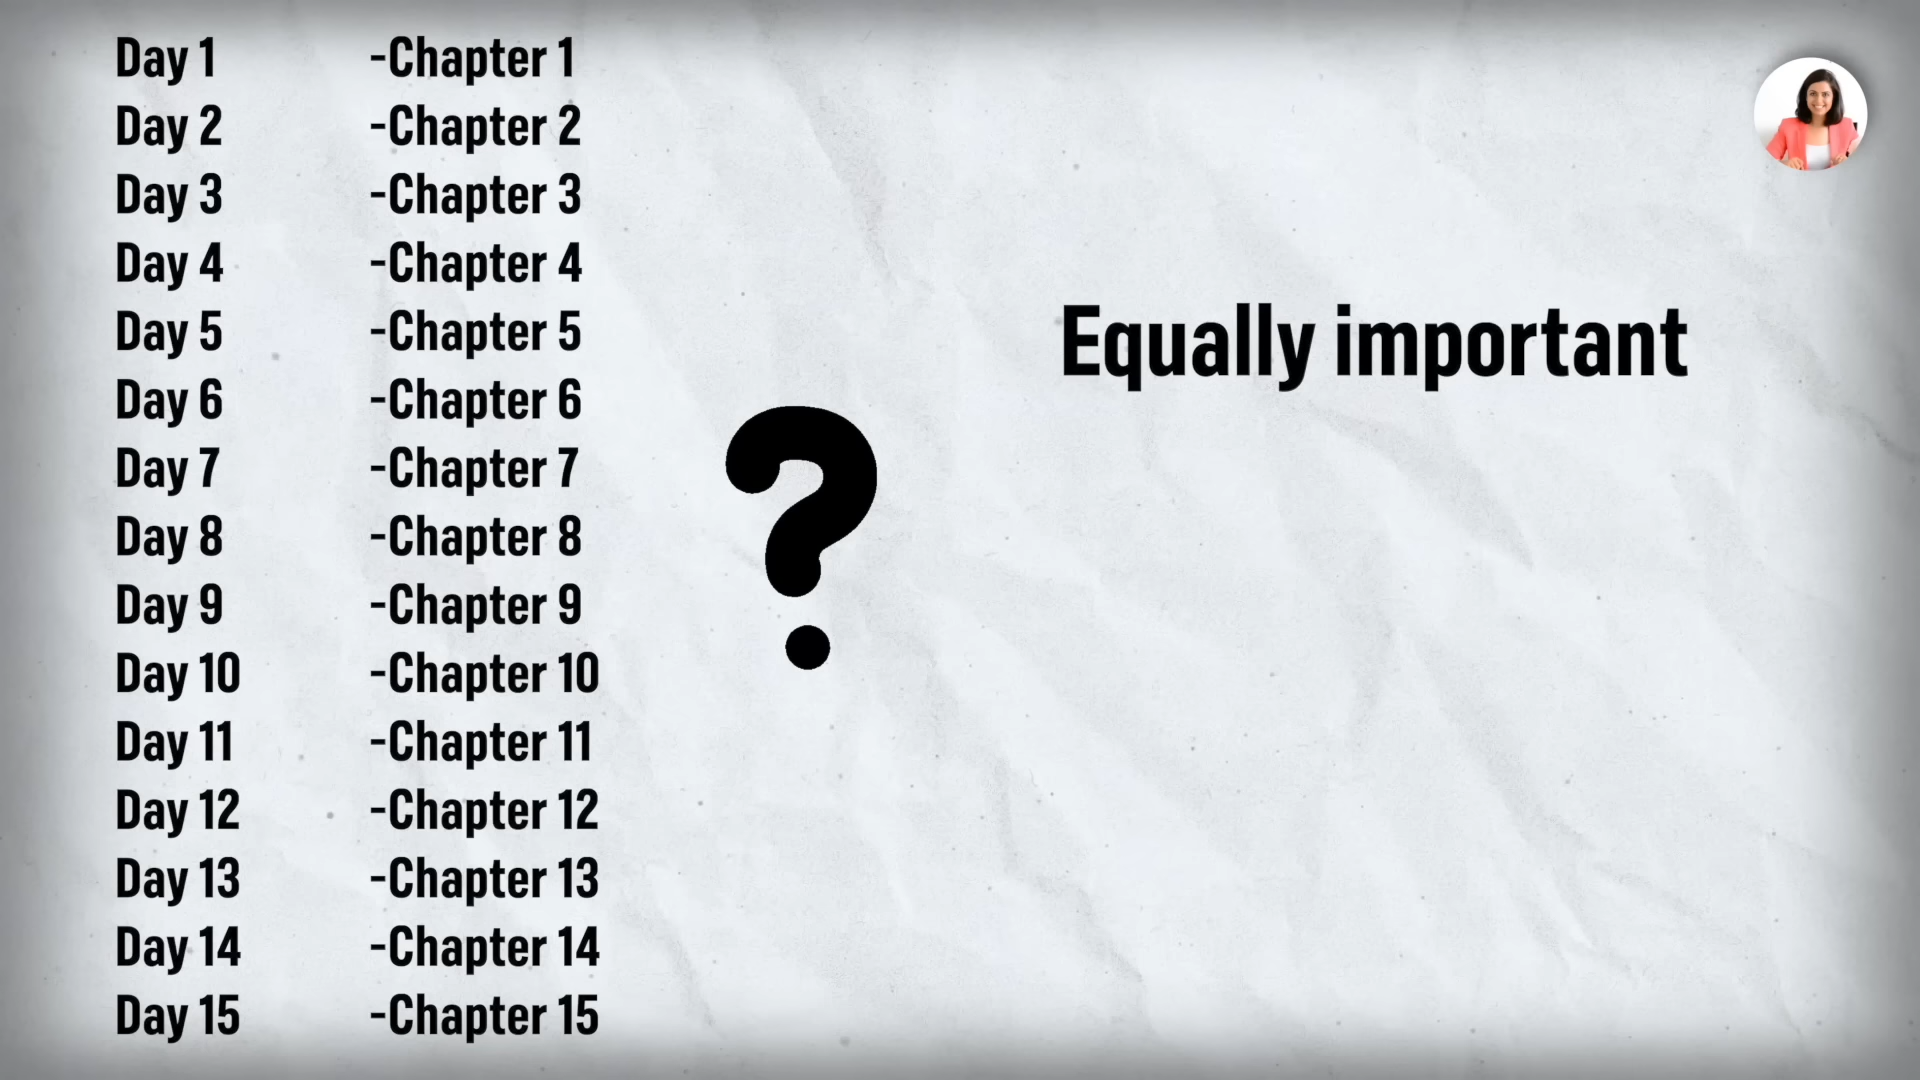 Day 1 -Chapter 1
Day 2 -Chapter 2
Day 3 -Chapter 3
Day 4 -Chapter 4
Day 5 -Chapter 5
Day 6 -Chapter 6
Day 7 -Chapter 7
Day 8 -Chapter 8
Day 9 -Chapter 9
Day 10 -Chapter 10
Day 11 -Chapter 11
Day 12 -Chapter 12
Day 13 -Chapter 13
Day 14 -Chapter 14
Day 15 -Chapter 15
?
Equally important